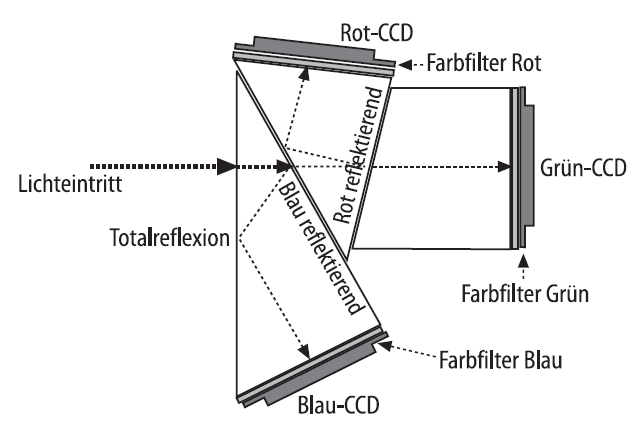 Rot-CCD
Farbfilter Rot
Rot reflektierend
Grün-CCD
Lichteintritt
Blau reflektierend
Totalreflexion
Farbfilter Grün
Farbfilter Blau
Blau-CCD